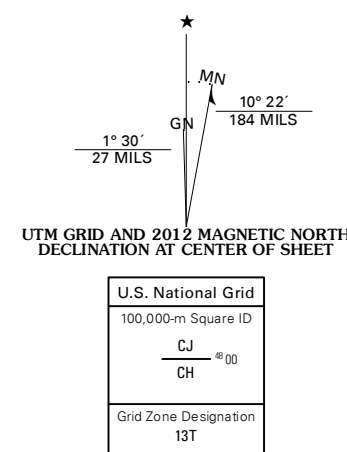 ★
MN
GN
10° 22´
184 MILS
1° 30´
27 MILS
UTM GRID AND 2012 MAGNETIC NORTH
DECLINATION AT CENTER OF SHEET
U.S. National Grid
100,000-m Square ID
CJ
48 00
CH
Grid Zone Designation
13T